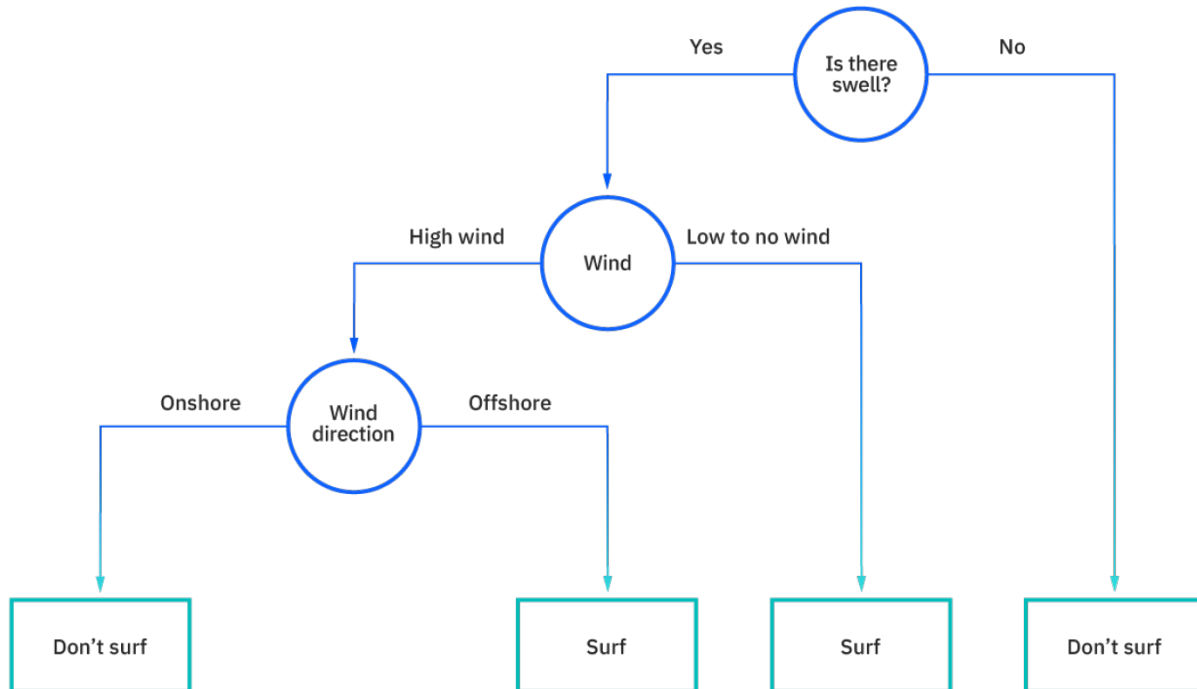 Yes
No
Is there
swell?
High wind
Low to no wind
Wind
Onshore
Offshore
Wind
direction
Don’t surf
Surf
Surf
Don’t surf